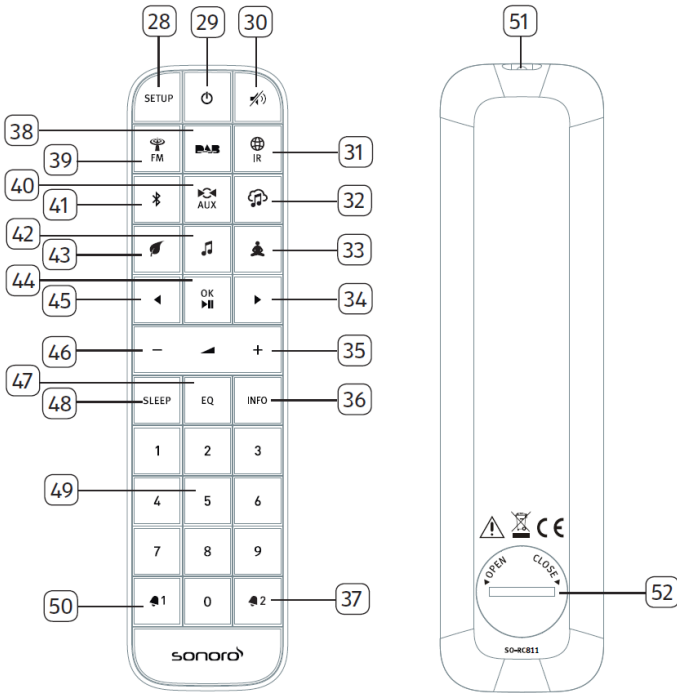 28 29 30 51
SETUP
38
39 FM DAB IR 31
40
41 AUX 32
42
43 33
44 OK
45 34
46 − + 35
47
48 SLEEP EQ INFO 36
1 2 3
49
4 5 6
7 8 9
50 1 0 2 37
sonoro
CE
OPEN CLOSE
52
SO-RC811